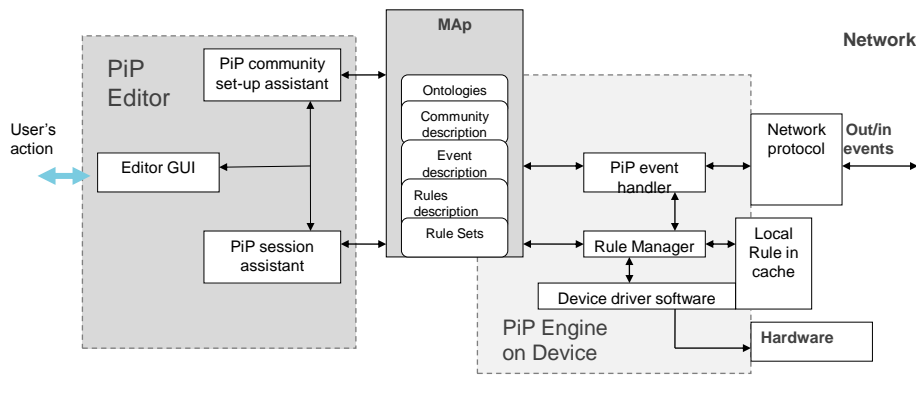 MAp
Network
PiP
Editor
PiP community
set-up assistant
User's
action
Editor GUI
PiP session
assistant
Ontologies
Community
description
Event
description
Rules
description
Rule Sets
PiP event
handler
Network
protocol
Out/in
events
Rule Manager
Local
Rule in
cache
Device driver software
PiP Engine
on Device
Hardware